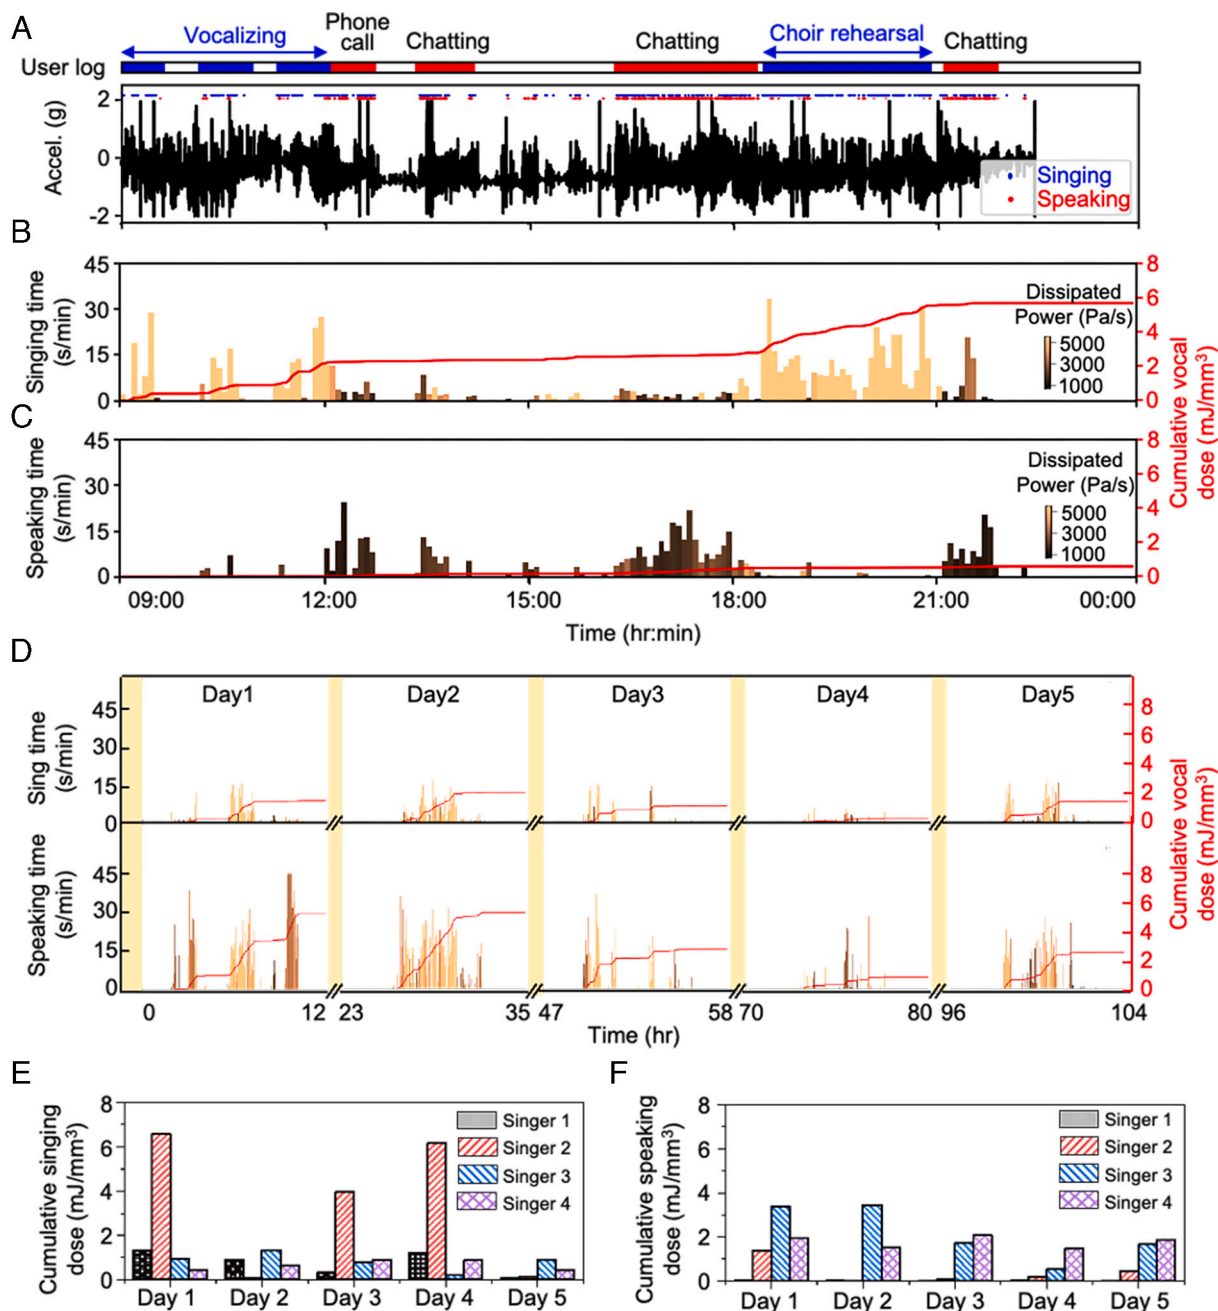 A
Vocalizing
Phone call
Chatting
Chatting
Choir rehearsal
Chatting
User log
Accel. (g)
2
0
-2
Singing
Speaking
B
Singing time (s/min)
45
30
15
0
Dissipated Power (Pa/s)
5000
3000
1000
8
6
4
2
0
Cumulative vocal dose (mJ/mm³)
C
Speaking time (s/min)
45
30
15
0
Dissipated Power (Pa/s)
5000
3000
1000
8
6
4
2
0
09:00 12:00 15:00 18:00 21:00 00:00
Time (hr:min)
D
Day1 Day2 Day3 Day4 Day5
Sing time (s/min)
45
30
15
0
8
6
4
2
0
Cumulative vocal dose (mJ/mm³)
Speaking time (s/min)
45
30
15
0
8
6
4
2
0
0 12 23 35 47 58 70 80 96 104
Time (hr)
E
Cumulative singing dose (mJ/mm³)
8
6
4
2
0
Singer 1
Singer 2
Singer 3
Singer 4
Day 1 Day 2 Day 3 Day 4 Day 5
F
Cumulative speaking dose (mJ/mm³)
8
6
4
2
0
Singer 1
Singer 2
Singer 3
Singer 4
Day 1 Day 2 Day 3 Day 4 Day 5